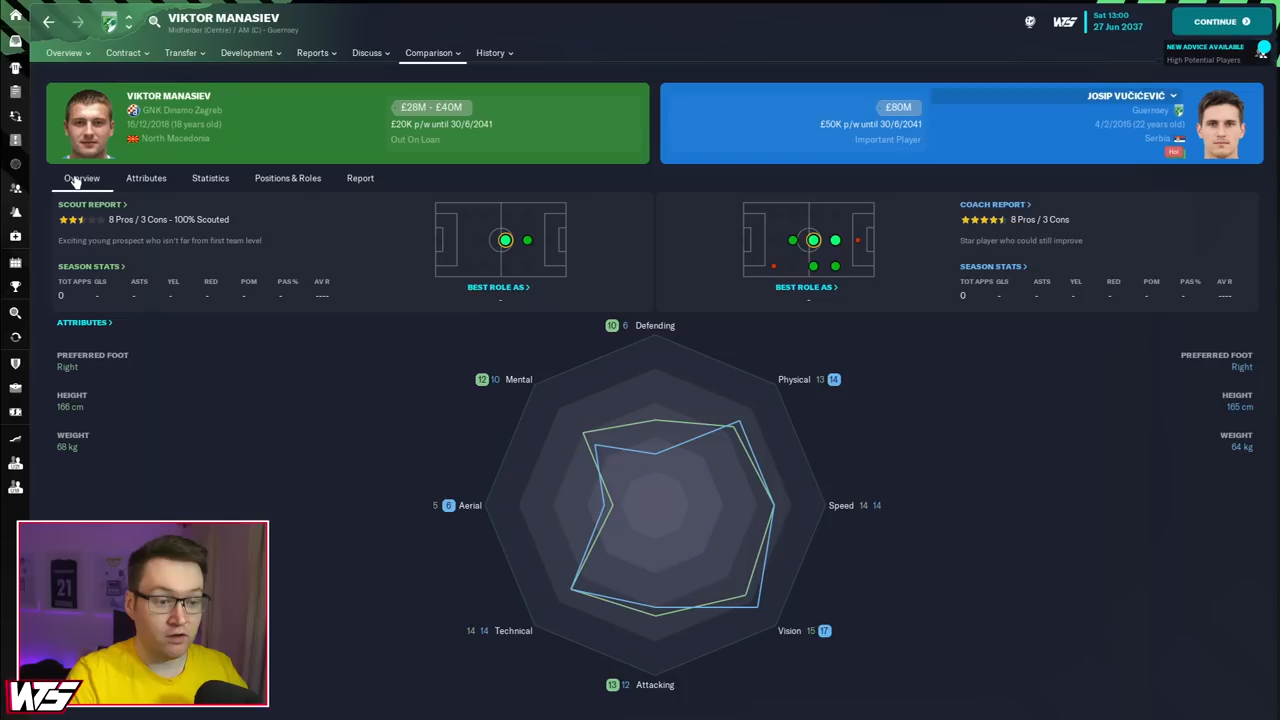 VIKTOR MANASIEV
Midfielder (Centre) / AM (C) - Guernsey
WTS
Sat 13:00
27 Jun 2037
CONTINUE
Overview
Contract
Transfer
Development
Reports
Discuss
Comparison
History
NEW ADVICE AVAILABLE
High Potential Players
VIKTOR MANASIEV
GNK Dinamo Zagreb
16/12/2018 (18 years old)
North Macedonia
£28M - £40M
£20K p/w until 30/6/2041
Out On Loan
£80M
£50K p/w until 30/6/2041
Important Player
JOSIP VUČIĆEVIĆ
Guernsey
4/2/2015 (22 years old)
Serbia
Hol
Overview
Attributes
Statistics
Positions & Roles
Report
SCOUT REPORT >
8 Pros / 3 Cons - 100% Scouted
Exciting young prospect who isn't far from first team level
SEASON STATS >
TOT APPS GLS ASTS YEL RED POM PAS% AV R
0 - - - - - - ----
BEST ROLE AS >
-
BEST ROLE AS >
-
COACH REPORT >
8 Pros / 3 Cons
Star player who could still improve
SEASON STATS >
TOT APPS GLS ASTS YEL RED POM PAS% AV R
0 - - - - - - ----
ATTRIBUTES >
PREFERRED FOOT
Right
HEIGHT
166 cm
WEIGHT
68 kg
10 6 Defending
12 10 Mental
Physical 13 14
5 6 Aerial
Speed 14 14
14 14 Technical
Vision 15 17
13 12 Attacking
PREFERRED FOOT
Right
HEIGHT
165 cm
WEIGHT
64 kg
21
WTS